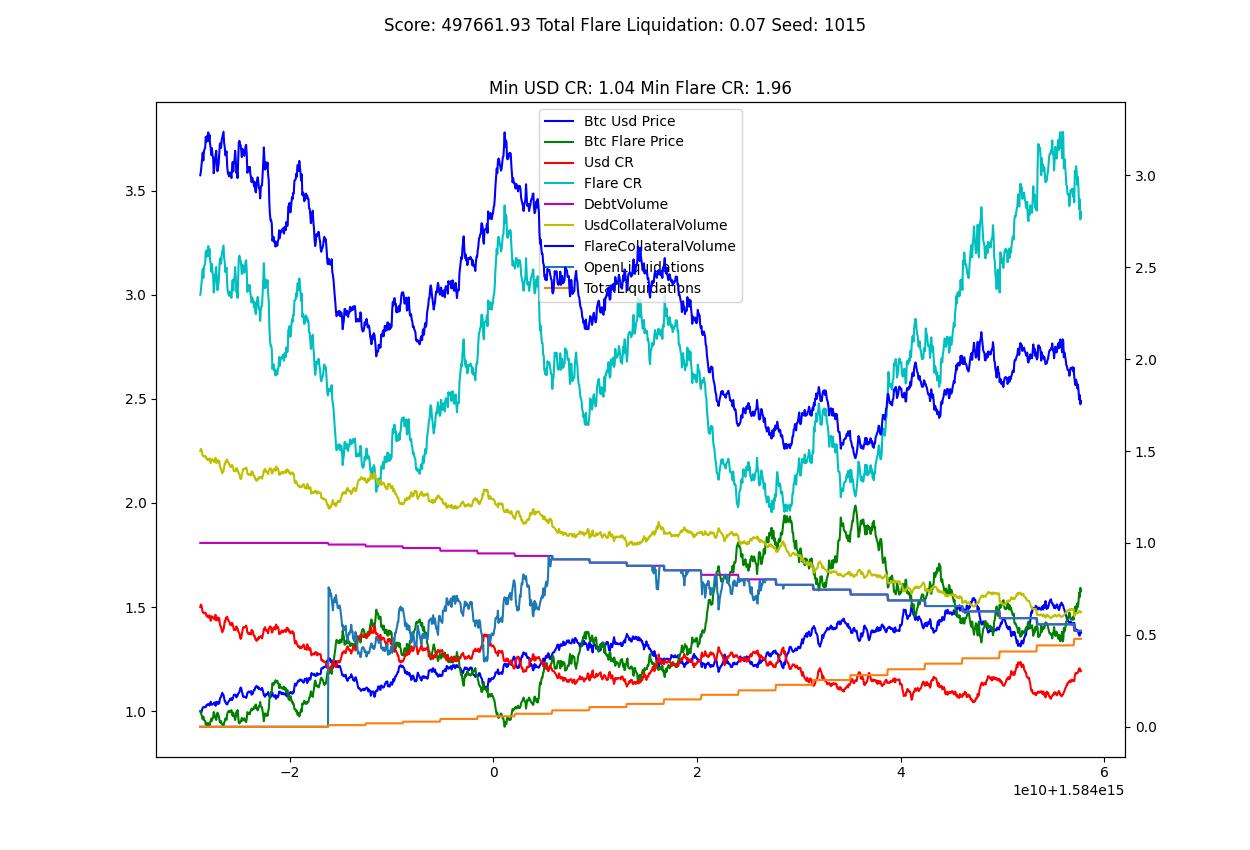 Score: 497661.93 Total Flare Liquidation: 0.07 Seed: 1015
Min USD CR: 1.04 Min Flare CR: 1.96
Btc Usd Price
Btc Flare Price
Usd CR
Flare CR
DebtVolume
UsdCollateralVolume
FlareCollateralVolume
OpenLiquidations
TotalLiquidations
3.5
3.0
2.5
2.0
1.5
1.0
3.0
2.5
2.0
1.5
1.0
0.5
0.0
−2
0
2
4
6
1e10+1.584e15